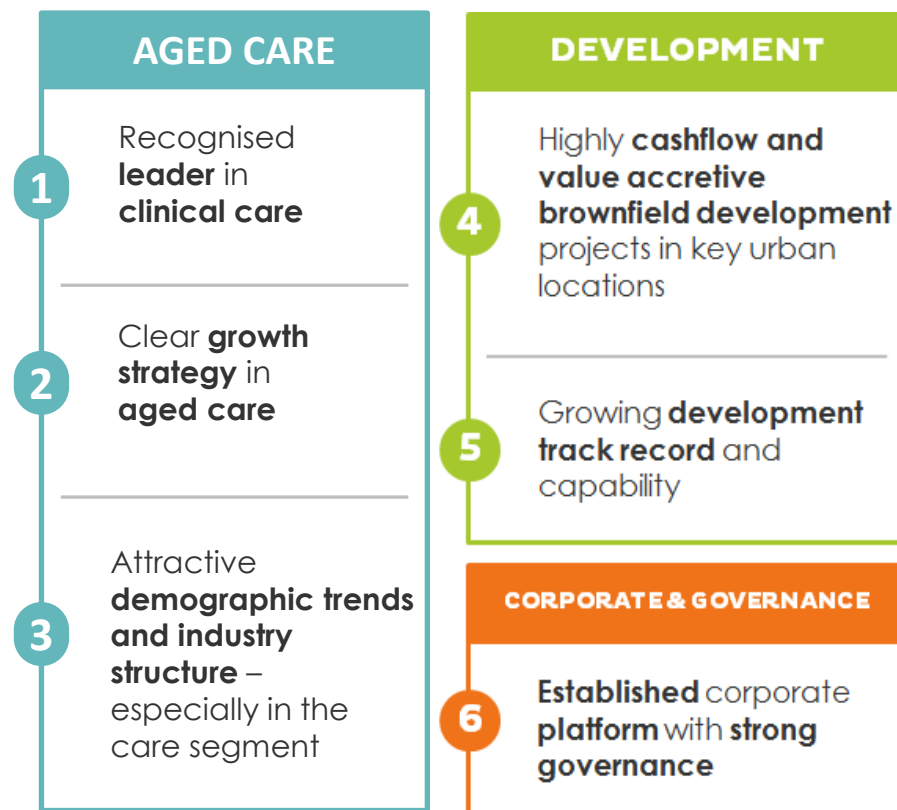 AGED CARE
1
Recognised
leader in
clinical care
2
Clear growth
strategy in
aged care
3
Attractive
demographic trends
and industry
structure –
especially in the
care segment
DEVELOPMENT
4
Highly cashflow and
value accretive
brownfield development
projects in key urban
locations
5
Growing development
track record and
capability
CORPORATE & GOVERNANCE
6
Established corporate
platform with strong
governance